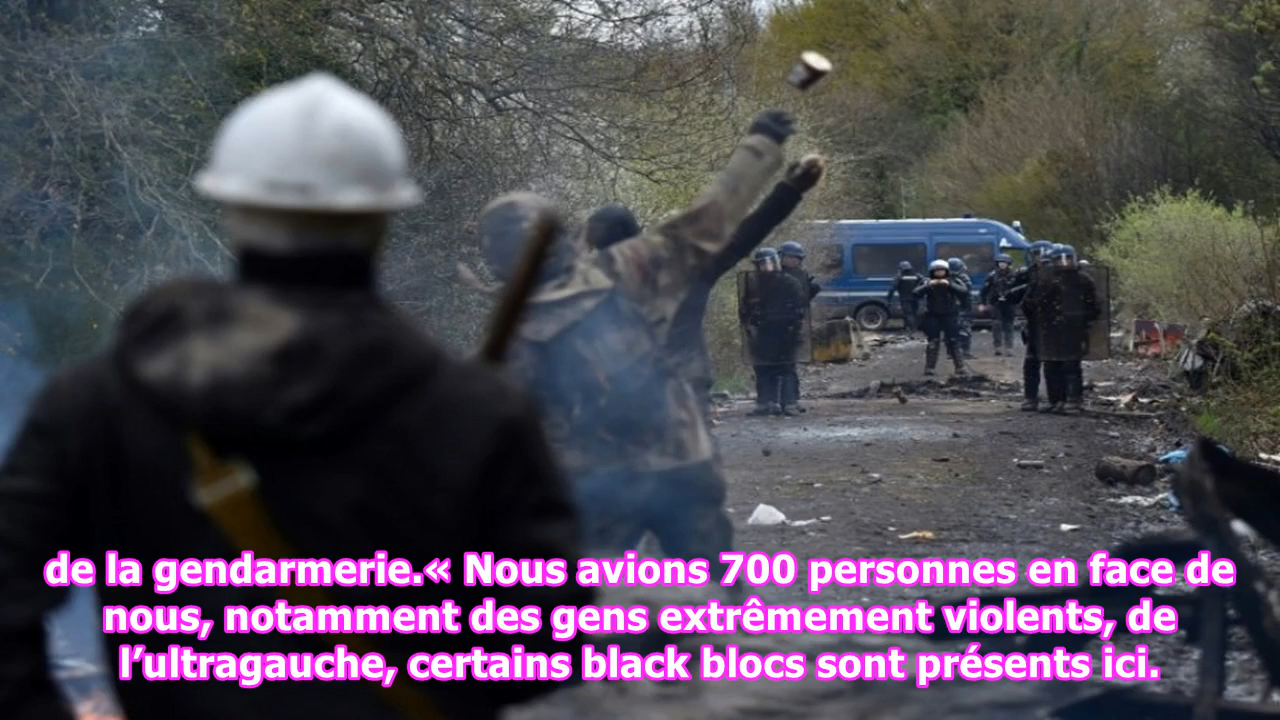 de la gendarmerie.« Nous avions 700 personnes en face de
nous, notamment des gens extrêmement violents, de
l’ultragauche, certains black blocs sont présents ici.